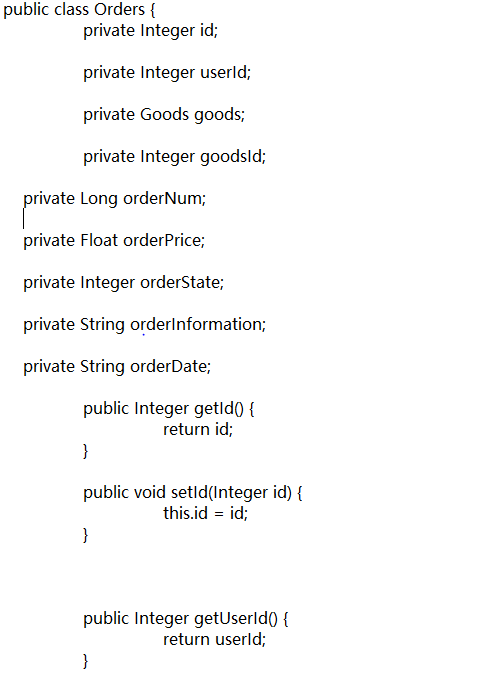 public class Orders {
private Integer id;
private Integer userId;
private Goods goods;
private Integer goodsId;
private Long orderNum;
private Float orderPrice;
private Integer orderState;
private String orderInformation;
private String orderDate;
public Integer getId() {
return id;
}
public void setId(Integer id) {
this.id = id;
}
public Integer getUserId() {
return userId;
}